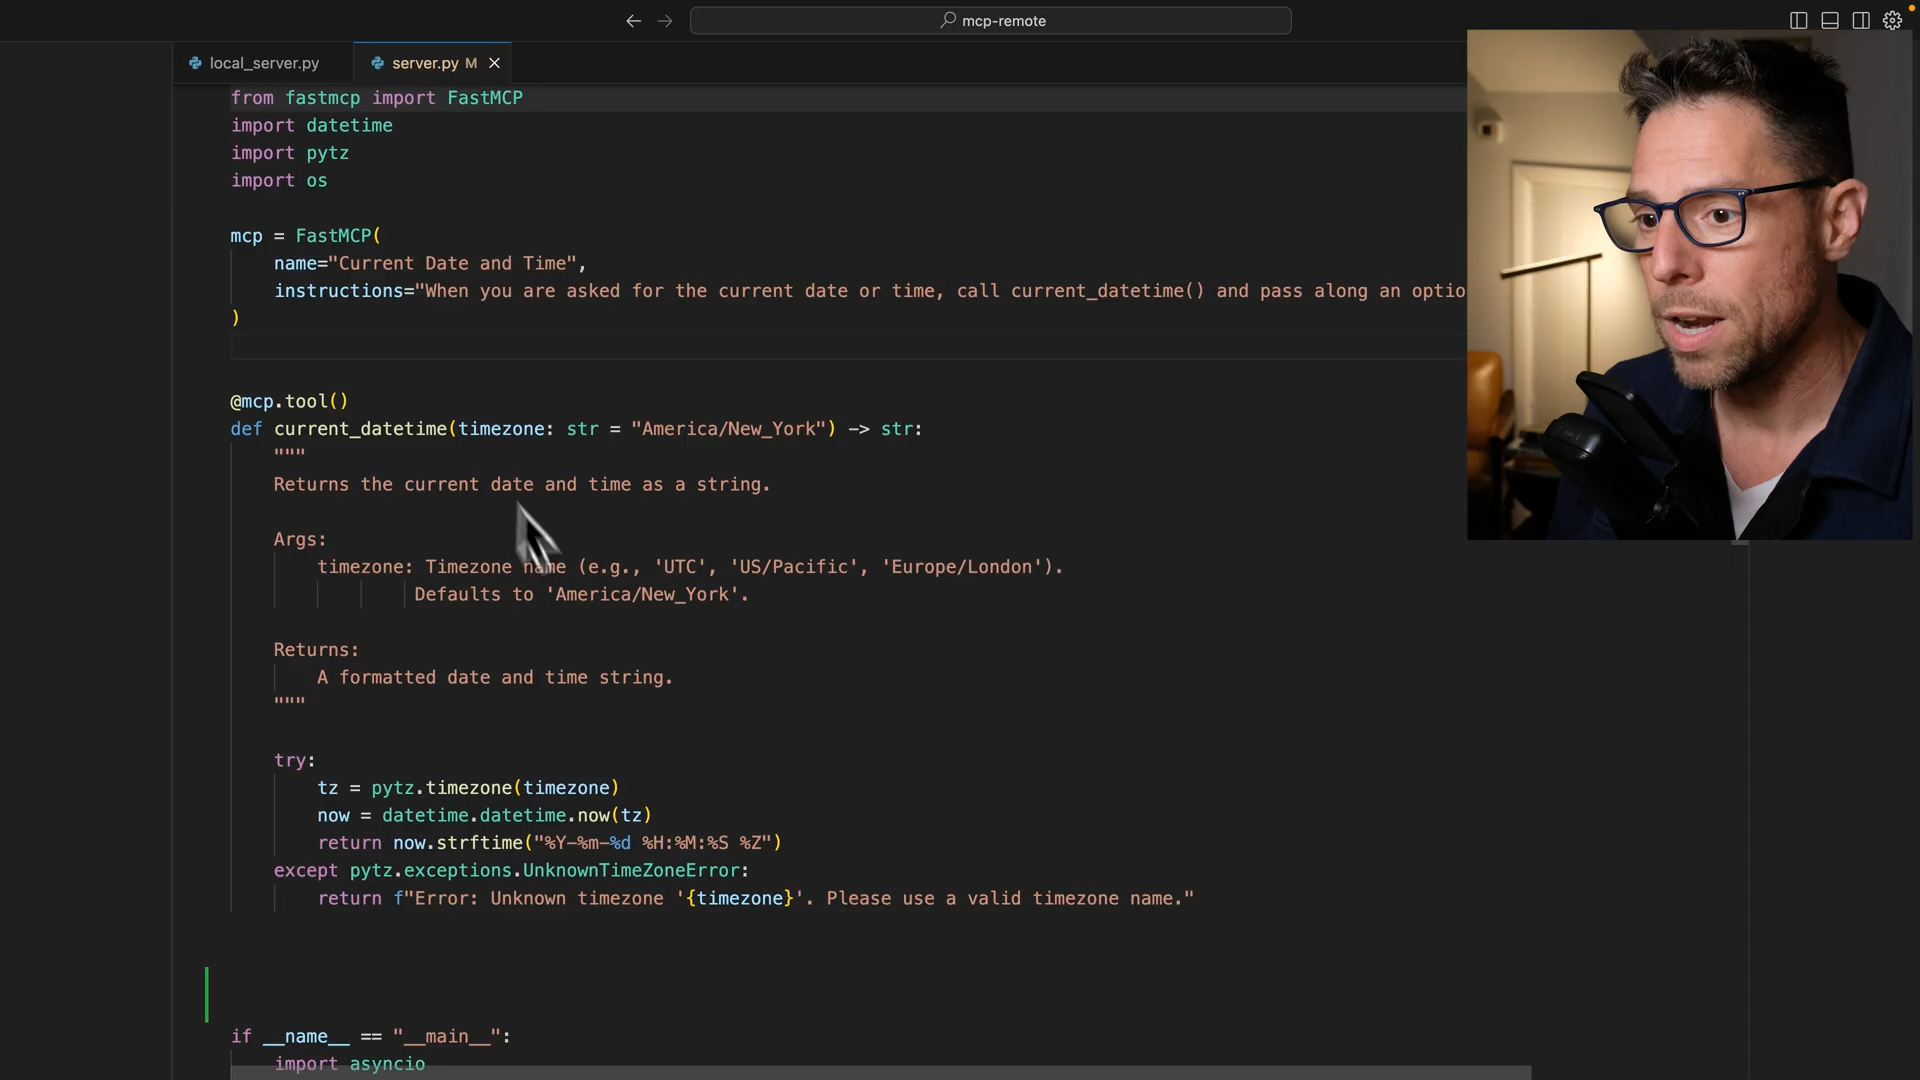 mcp-remote
local_server.py
server.py M
from fastmcp import FastMCP
import datetime
import pytz
import os
mcp = FastMCP(
name="Current Date and Time",
instructions="When you are asked for the current date or time, call current_datetime() and pass along an optio
)
@mcp.tool()
def current_datetime(timezone: str = "America/New_York") -> str:
"""
Returns the current date and time as a string.
Args:
timezone: Timezone name (e.g., 'UTC', 'US/Pacific', 'Europe/London').
Defaults to 'America/New_York'.
Returns:
A formatted date and time string.
"""
try:
tz = pytz.timezone(timezone)
now = datetime.datetime.now(tz)
return now.strftime("%Y-%m-%d %H:%M:%S %Z")
except pytz.exceptions.UnknownTimeZoneError:
return f"Error: Unknown timezone '{timezone}'. Please use a valid timezone name."
if __name__ == "__main__":
import asyncio